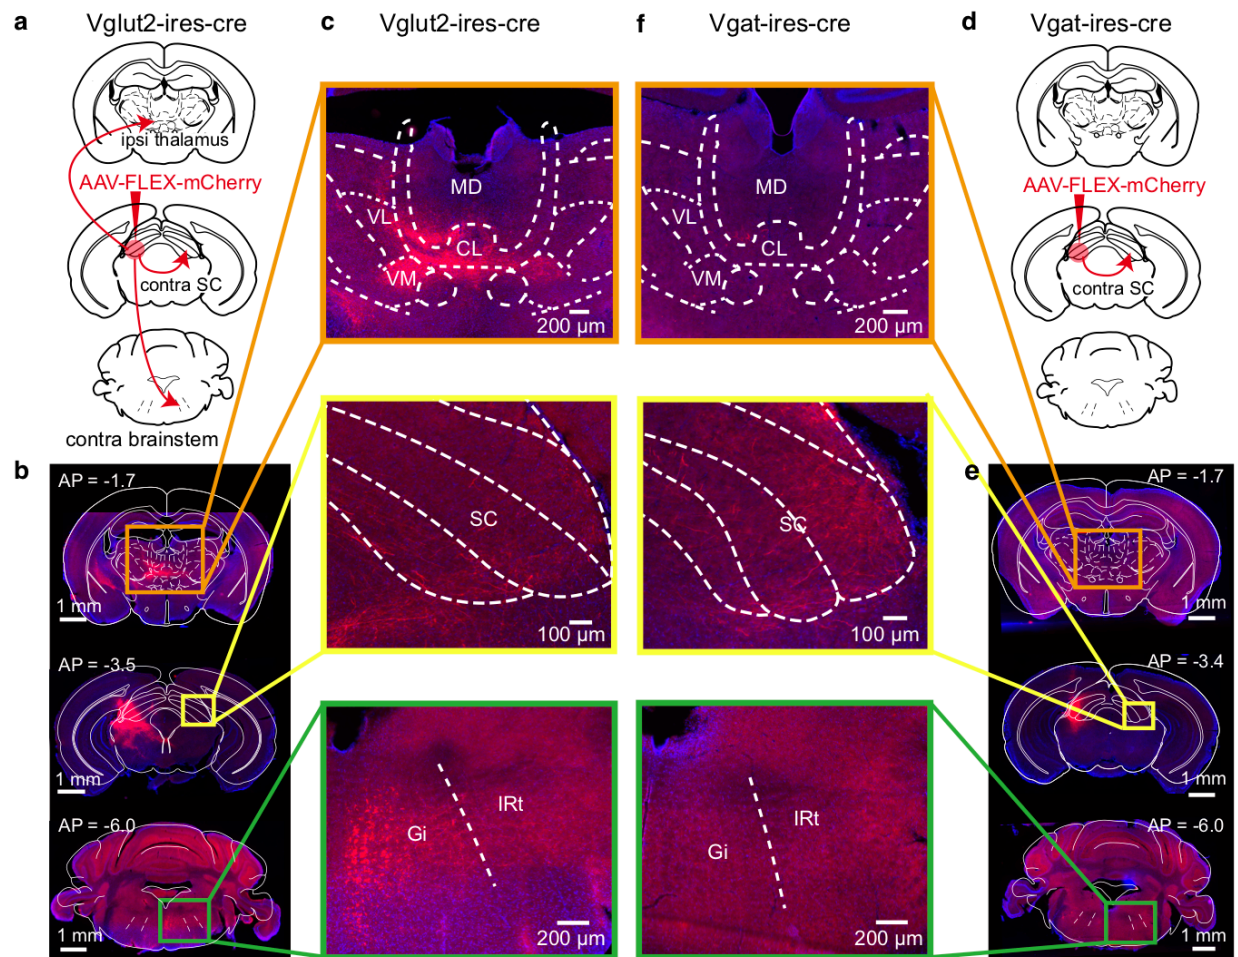 a
Vglut2-ires-cre
ipsi thalamus
AAV-FLEX-mCherry
contra SC
contra brainstem
b
AP = -1.7
1 mm
AP = -3.5
1 mm
AP = -6.0
1 mm
c
Vglut2-ires-cre
MD
VL
CL
VM
200 µm
SC
100 µm
IRt
Gi
200 µm
f
Vgat-ires-cre
MD
VL
CL
VM
200 µm
SC
100 µm
IRt
Gi
200 µm
d
Vgat-ires-cre
AAV-FLEX-mCherry
contra SC
e
AP = -1.7
1 mm
AP = -3.4
1 mm
AP = -6.0
1 mm